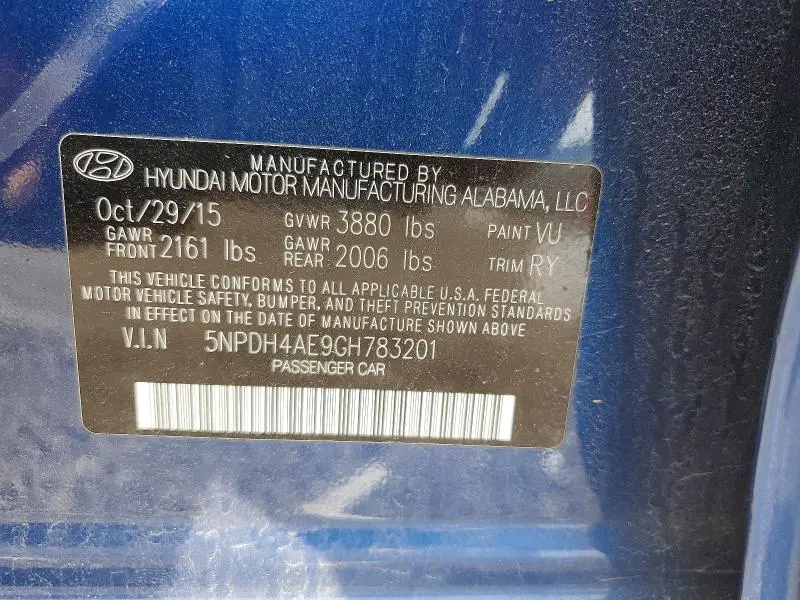 MANUFACTURED BY
HYUNDAI MOTOR MANUFACTURING ALABAMA, LLC
Oct/29/15 GVWR 3880 lbs PAINT VU
GAWR FRONT 2161 lbs GAWR REAR 2006 lbs TRIM RY
THIS VEHICLE CONFORMS TO ALL APPLICABLE U.S.A. FEDERAL
MOTOR VEHICLE SAFETY, BUMPER, AND THEFT PREVENTION STANDARDS
IN EFFECT ON THE DATE OF MANUFACTURE SHOWN ABOVE
V.I.N 5NPDH4AE9GH783201
PASSENGER CAR